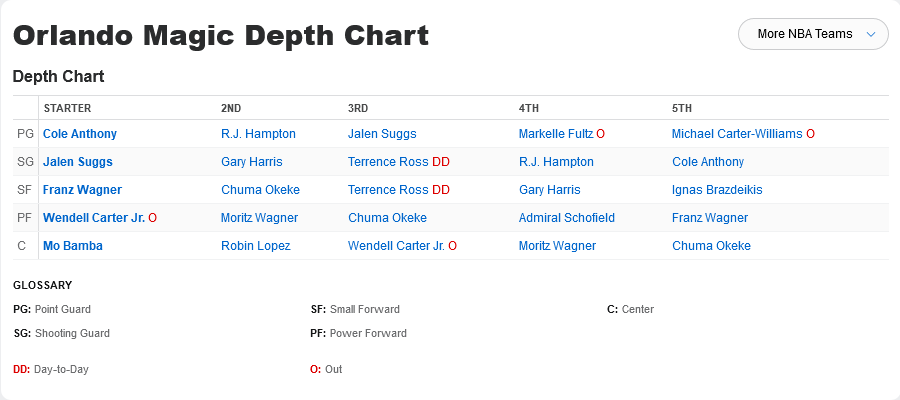 Orlando Magic Depth Chart
More NBA Teams
Depth Chart
STARTER 2ND 3RD 4TH 5TH
PG Cole Anthony R.J. Hampton Jalen Suggs Markelle Fultz O Michael Carter-Williams O
SG Jalen Suggs Gary Harris Terrence Ross DD R.J. Hampton Cole Anthony
SF Franz Wagner Chuma Okeke Terrence Ross DD Gary Harris Ignas Brazdeikis
PF Wendell Carter Jr. O Moritz Wagner Chuma Okeke Admiral Schofield Franz Wagner
C Mo Bamba Robin Lopez Wendell Carter Jr. O Moritz Wagner Chuma Okeke
GLOSSARY
PG: Point Guard SF: Small Forward C: Center
SG: Shooting Guard PF: Power Forward
DD: Day-to-Day O: Out